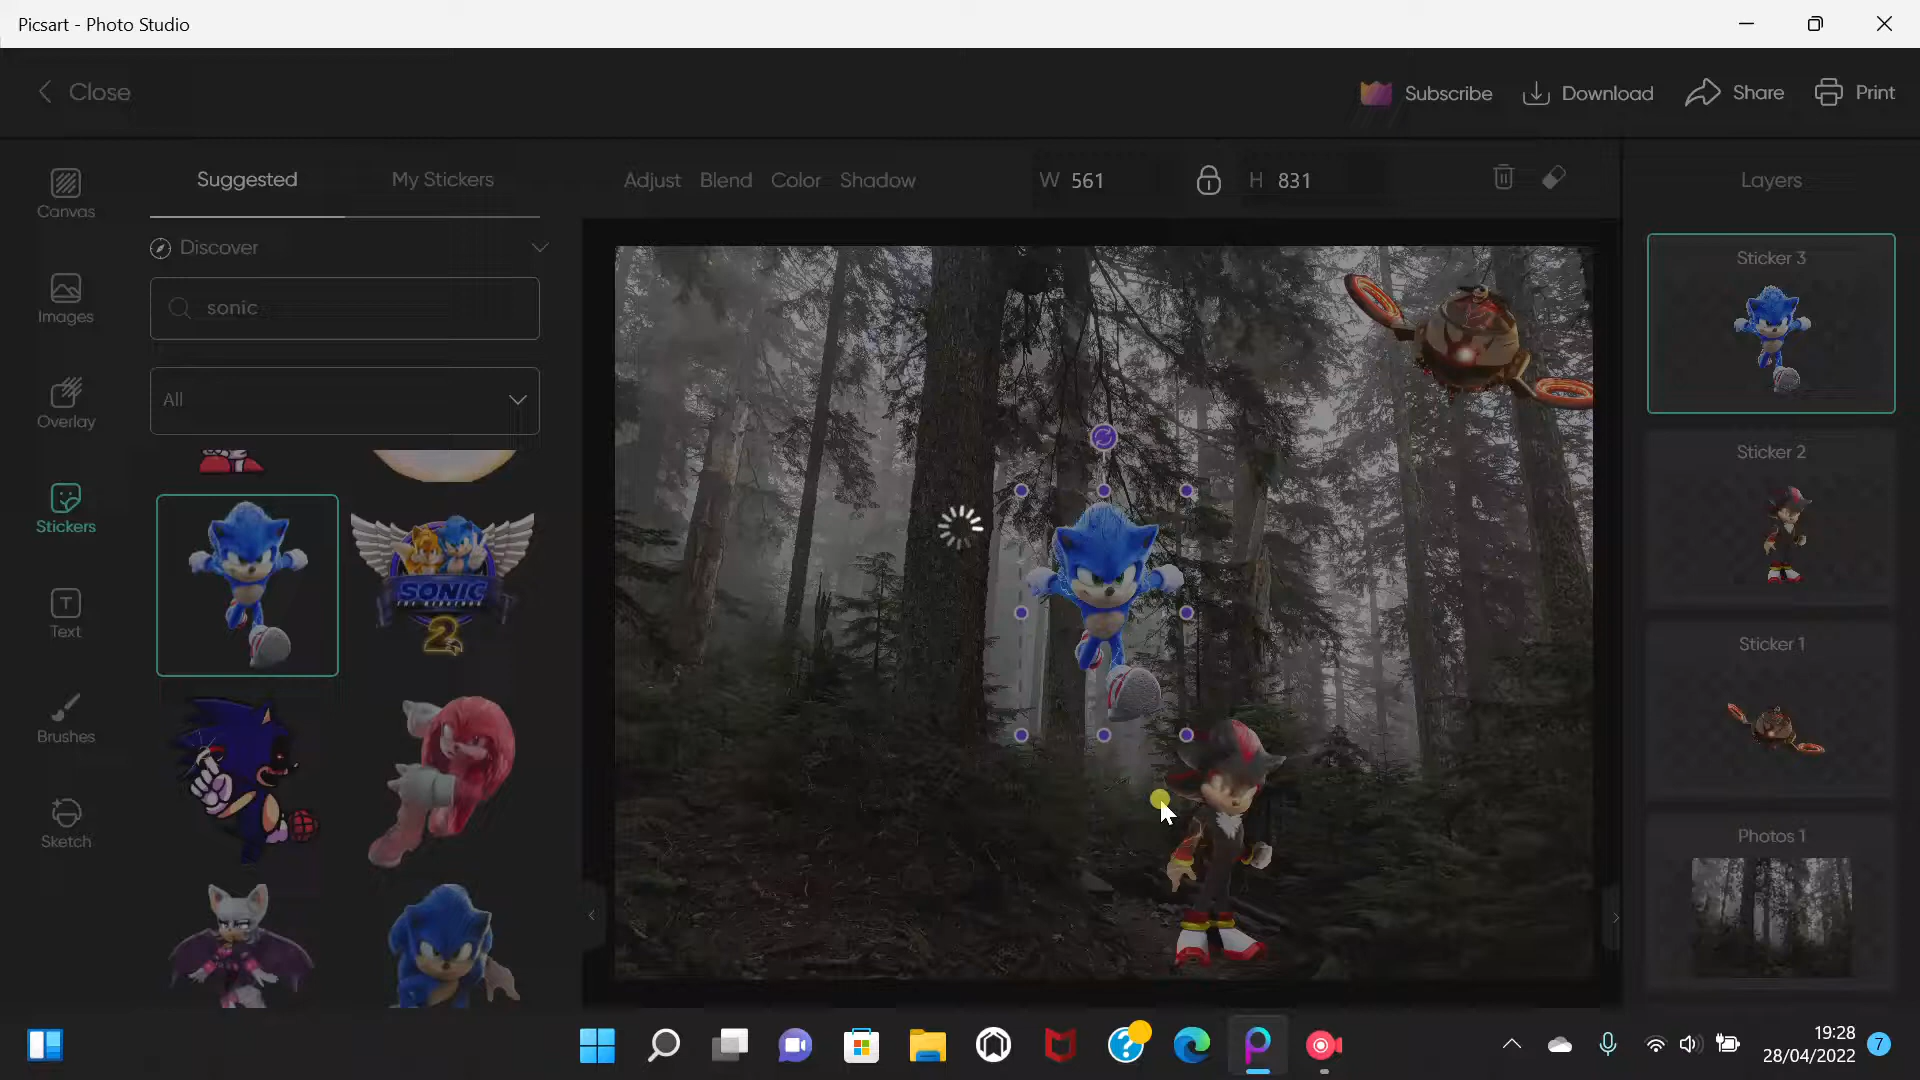 Picsart - Photo Studio
Close
Subscribe
Download
Share
Print
Canvas
Images
Overlay
Stickers
Text
Brushes
Sketch
Suggested
My Stickers
Discover
sonic
All
SONIC
THE HEDGEHOG
2
Adjust
Blend
Color
Shadow
W 561
H 831
Layers
Sticker 3
Sticker 2
Sticker 1
Photos 1
19:28
28/04/2022
7